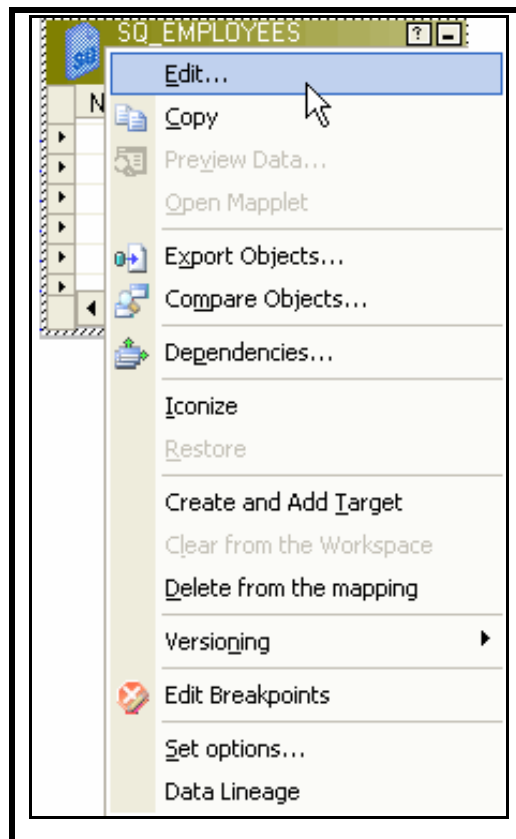 SQ_EMPLOYEES
Edit...
N
Copy
Preview Data...
Open Mapplet
Export Objects...
Compare Objects...
Dependencies...
Iconize
Restore
Create and Add Target
Clear from the Workspace
Delete from the mapping
Versioning
Edit Breakpoints
Set options...
Data Lineage